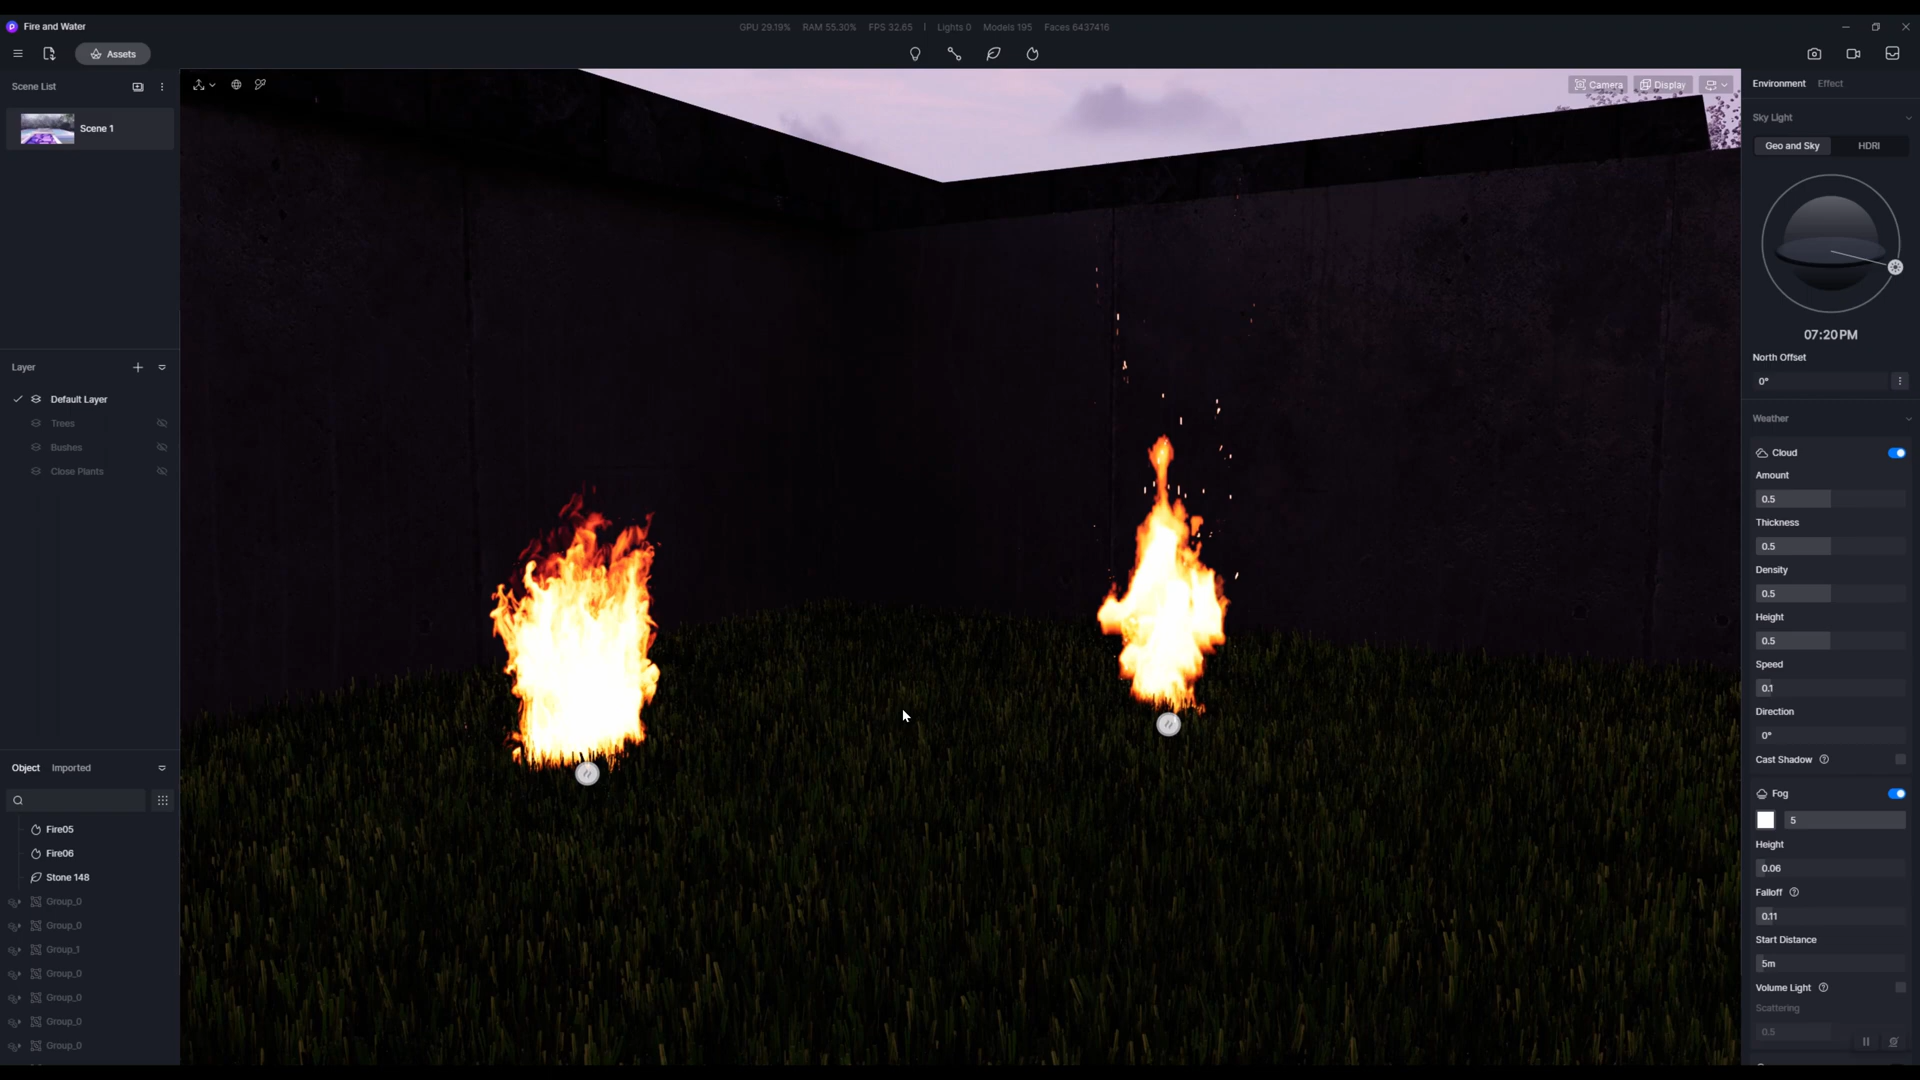 Fire and Water
GPU 29.19% RAM 55.30% FPS 32.65 | Lights 0 Models 195 Faces 6437416
Assets
Scene List
Scene 1
Layer
Default Layer
Trees
Bushes
Close Plants
Object Imported
Fire05
Fire06
Stone 148
Group_0
Group_0
Group_1
Group_0
Group_0
Group_0
Group_0
Camera Display
Environment Effect
Sky Light
Geo and Sky HDRI
07:20PM
North Offset
0°
Weather
Cloud
Amount
0.5
Thickness
0.5
Density
0.5
Height
0.5
Speed
0.1
Direction
0°
Cast Shadow
Fog
5
Height
0.06
Falloff
0.11
Start Distance
5m
Volume Light
Scattering
0.5